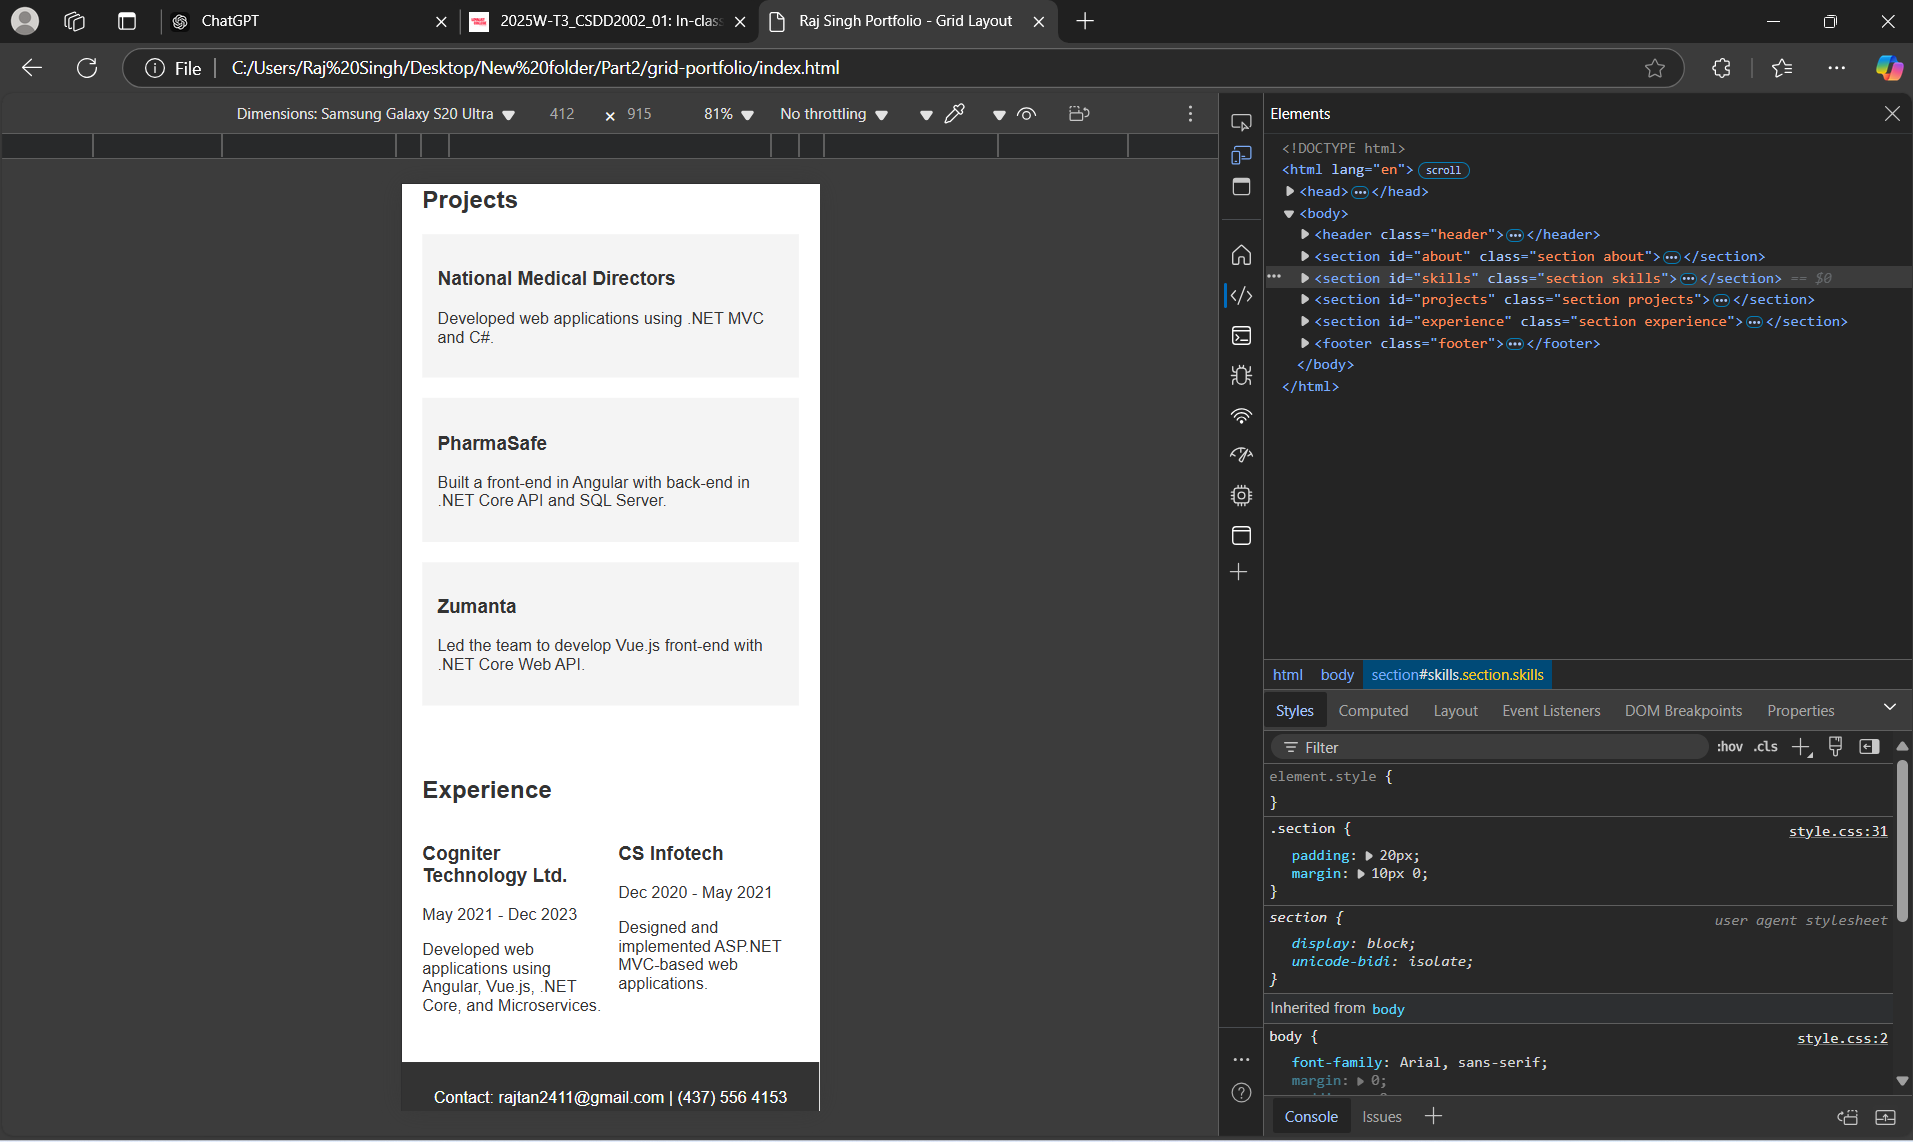 ChatGPT
2025W-T3_CSDD2002_01: In-clas
Raj Singh Portfolio - Grid Layout
File
C:/Users/Raj%20Singh/Desktop/New%20folder/Part2/grid-portfolio/index.html
Dimensions: Samsung Galaxy S20 Ultra 412 x 915 81% No throttling
Projects
National Medical Directors
Developed web applications using .NET MVC
and C#.
PharmaSafe
Built a front-end in Angular with back-end in
.NET Core API and SQL Server.
Zumanta
Led the team to develop Vue.js front-end with
.NET Core Web API.
Experience
Cogniter
Technology Ltd.
May 2021 - Dec 2023
Developed web
applications using
Angular, Vue.js, .NET
Core, and Microservices.
CS Infotech
Dec 2020 - May 2021
Designed and
implemented ASP.NET
MVC-based web
applications.
Contact: rajtan2411@gmail.com | (437) 556 4153
Elements
<!DOCTYPE html>
<html lang="en"> scroll
<head> ••• </head>
<body>
<header class="header"> ••• </header>
<section id="about" class="section about"> ••• </section>
<section id="skills" class="section skills"> ••• </section> == $0
<section id="projects" class="section projects"> ••• </section>
<section id="experience" class="section experience"> ••• </section>
<footer class="footer"> ••• </footer>
</body>
</html>
html body section#skills.section.skills
Styles Computed Layout Event Listeners DOM Breakpoints Properties
Filter :hov .cls
element.style {
}
.section { style.css:31
padding: 20px;
margin: 10px 0;
}
section { user agent stylesheet
display: block;
unicode-bidi: isolate;
}
Inherited from body
body { style.css:2
font-family: Arial, sans-serif;
margin: 0;
Console Issues